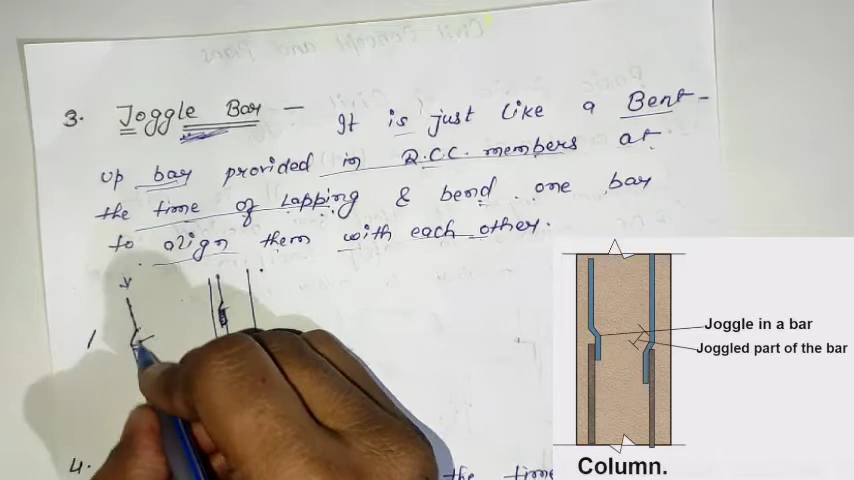 3. Joggle Bar - It is just like a Bent-
up bar provided in R.C.C. members at
the time of lapping & bend one bar
to align them with each other.
Joggle in a bar
Joggled part of the bar
Column.
4.
the time